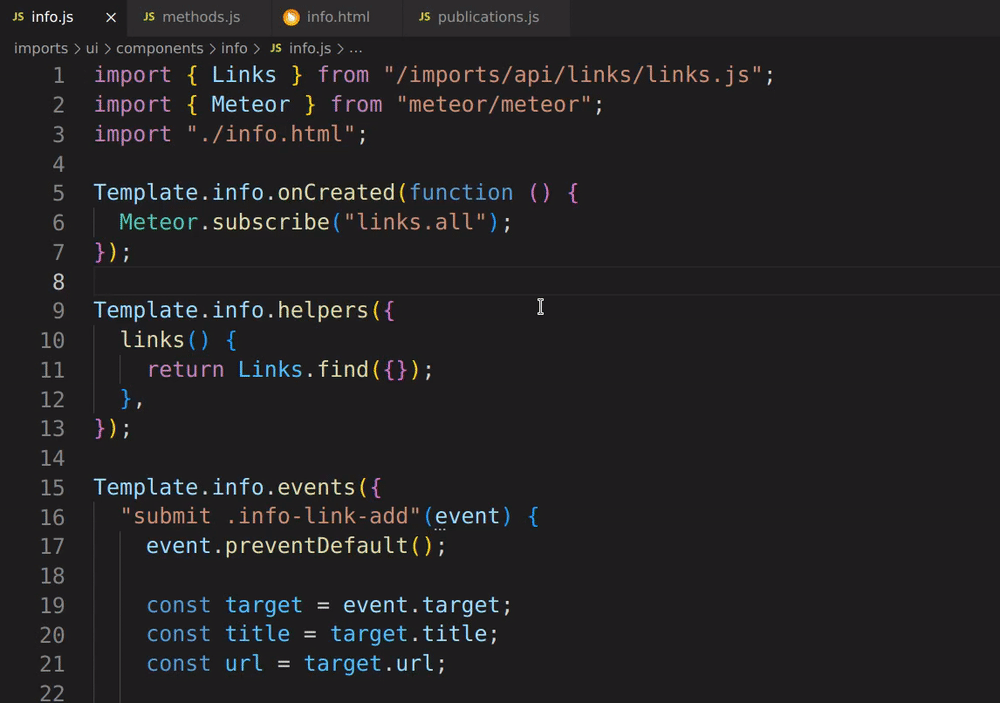 JS info.js × JS methods.js info.html JS publications.js
imports > ui > components > info > JS info.js > ...
1 import { Links } from "/imports/api/links/links.js";
2 import { Meteor } from "meteor/meteor";
3 import "./info.html";
4
5 Template.info.onCreated(function () {
6   Meteor.subscribe("links.all");
7 });
8
9 Template.info.helpers({
10   links() {
11     return Links.find({});
12   },
13 });
14
15 Template.info.events({
16   "submit .info-link-add"(event) {
17     event.preventDefault();
18
19     const target = event.target;
20     const title = target.title;
21     const url = target.url;
22